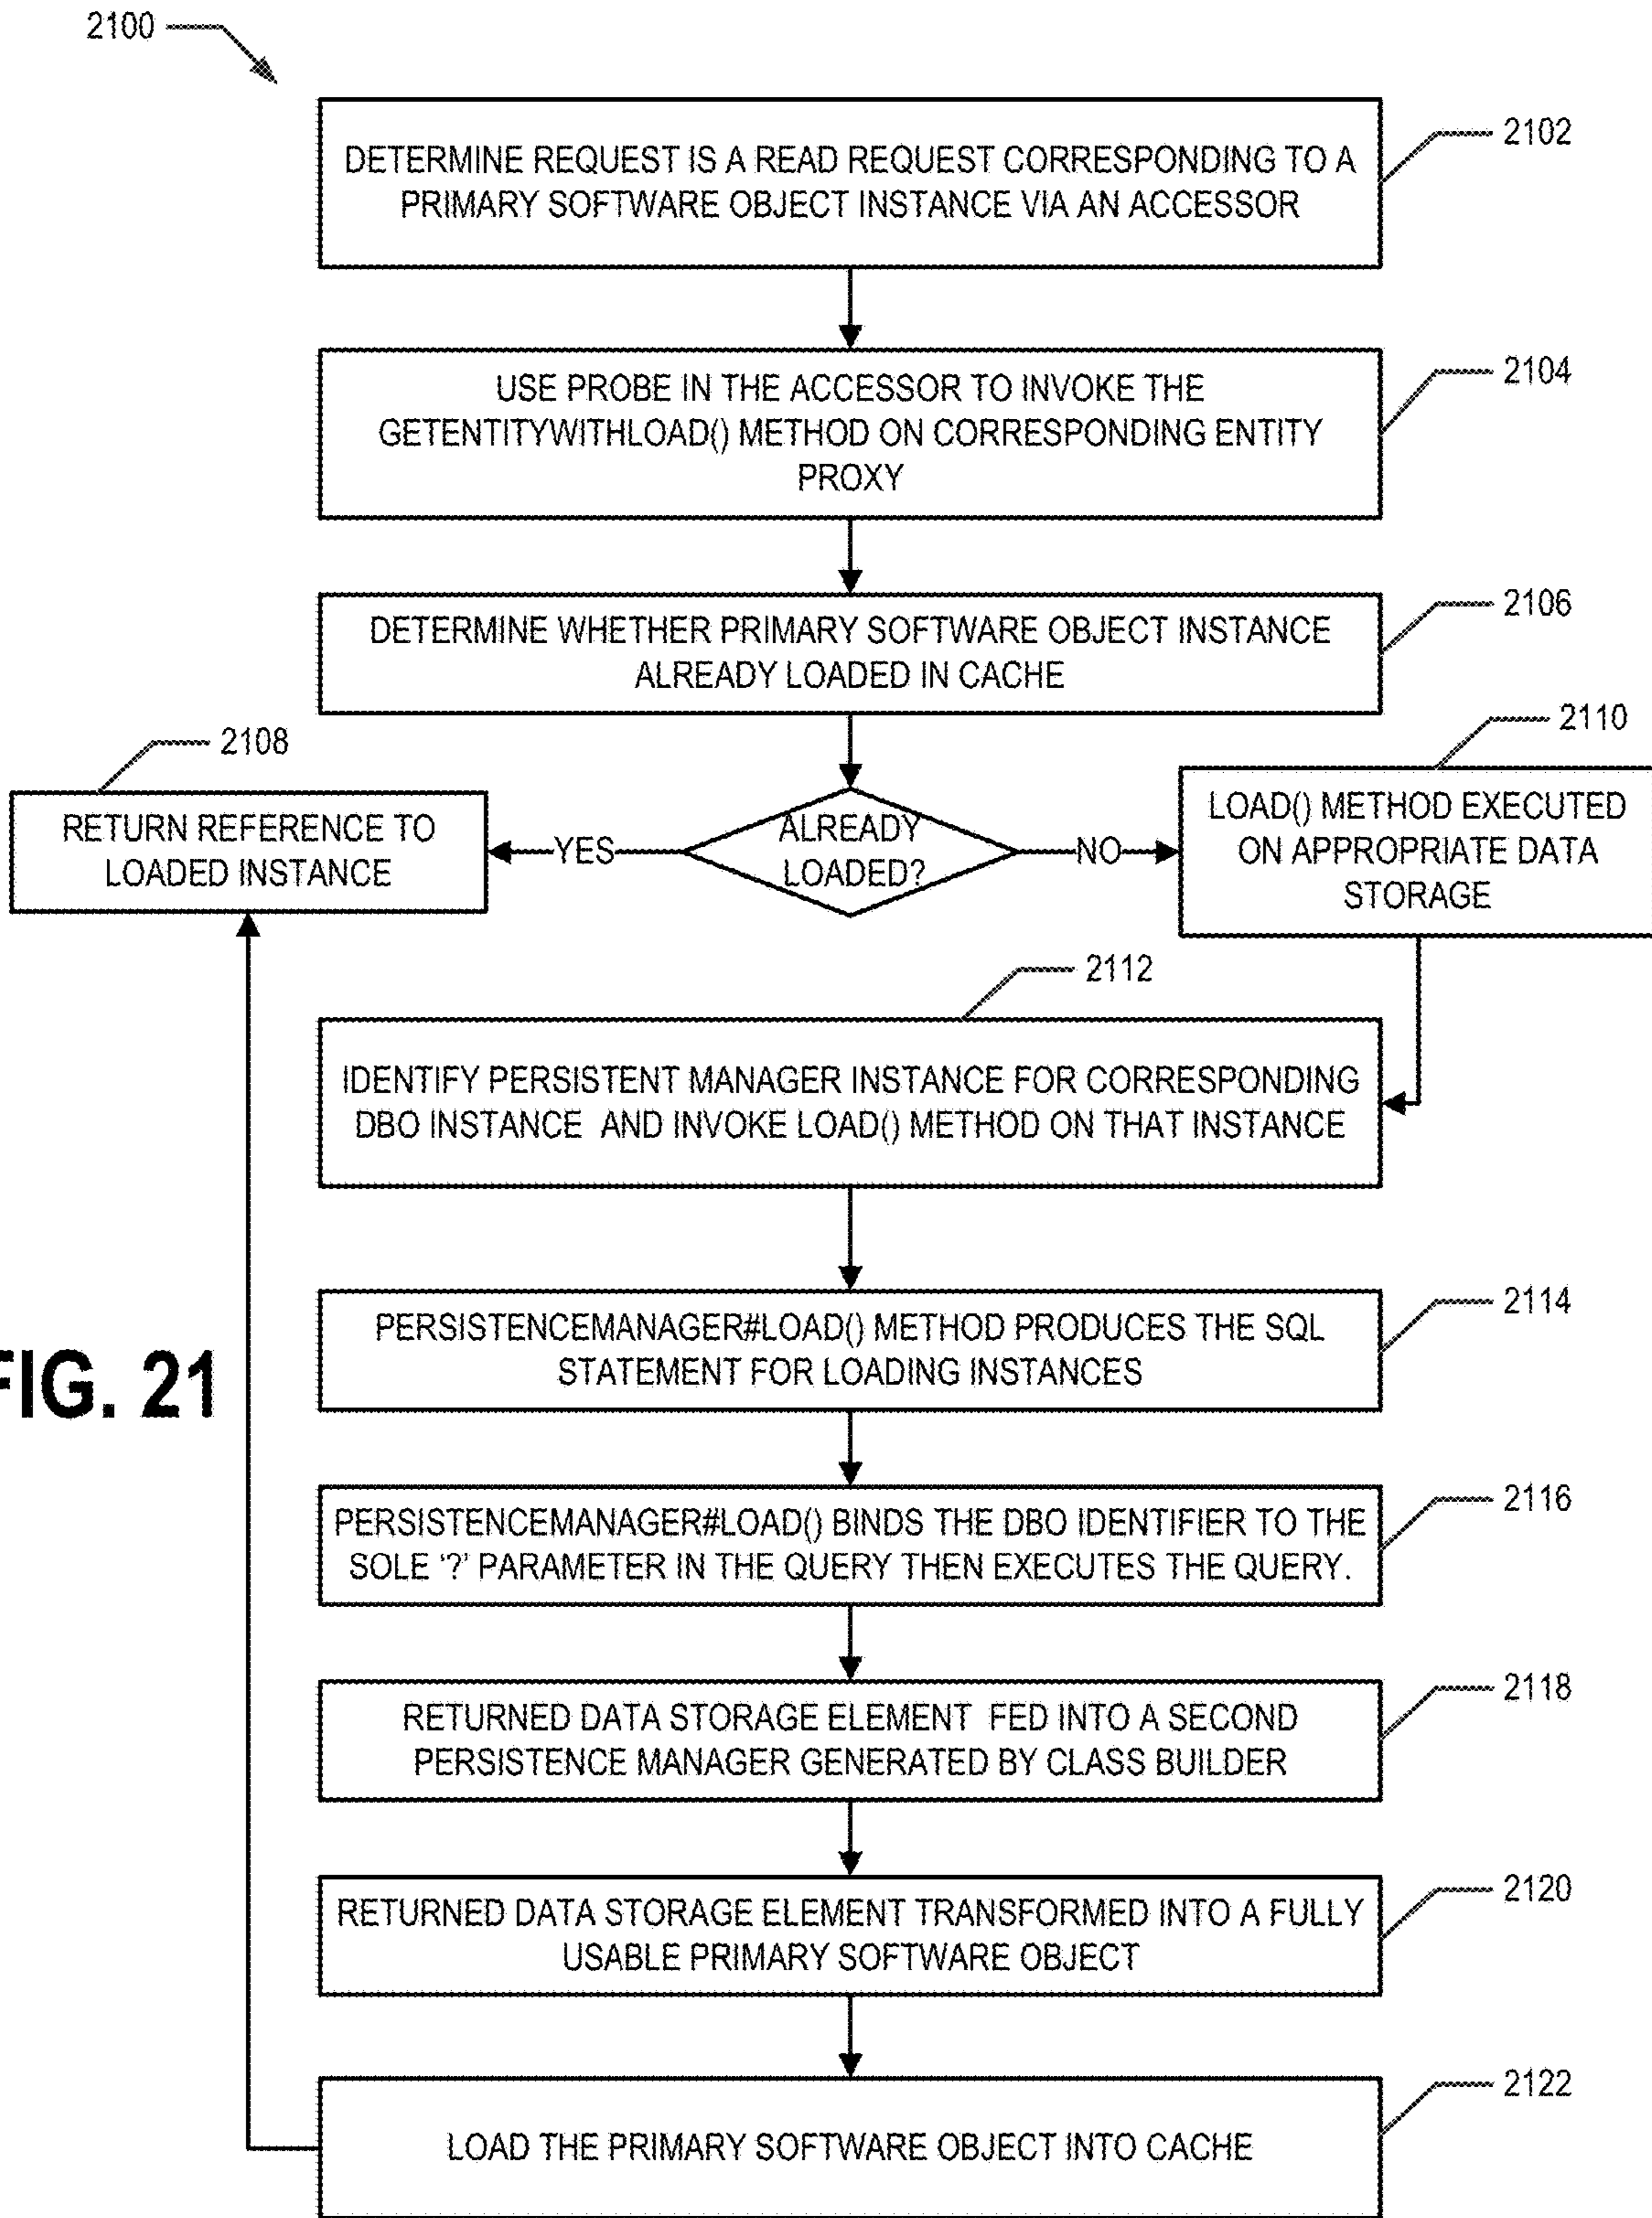 2100
2102
DETERMINE REQUEST IS A READ REQUEST CORRESPONDING TO A
PRIMARY SOFTWARE OBJECT INSTANCE VIA AN ACCESSOR
2104
USE PROBE IN THE ACCESSOR TO INVOKE THE
GETENTITYWITHLOAD() METHOD ON CORRESPONDING ENTITY
PROXY
2106
DETERMINE WHETHER PRIMARY SOFTWARE OBJECT INSTANCE
ALREADY LOADED IN CACHE
2108
RETURN REFERENCE TO
LOADED INSTANCE
YES
ALREADY
LOADED?
NO
2110
LOAD() METHOD EXECUTED
ON APPROPRIATE DATA
STORAGE
2112
IDENTIFY PERSISTENT MANAGER INSTANCE FOR CORRESPONDING
DBO INSTANCE AND INVOKE LOAD() METHOD ON THAT INSTANCE
2114
PERSISTENCEMANAGER#LOAD() METHOD PRODUCES THE SQL
STATEMENT FOR LOADING INSTANCES
FIG. 21
2116
PERSISTENCEMANAGER#LOAD() BINDS THE DBO IDENTIFIER TO THE
SOLE ‘?’ PARAMETER IN THE QUERY THEN EXECUTES THE QUERY.
2118
RETURNED DATA STORAGE ELEMENT FED INTO A SECOND
PERSISTENCE MANAGER GENERATED BY CLASS BUILDER
2120
RETURNED DATA STORAGE ELEMENT TRANSFORMED INTO A FULLY
USABLE PRIMARY SOFTWARE OBJECT
2122
LOAD THE PRIMARY SOFTWARE OBJECT INTO CACHE